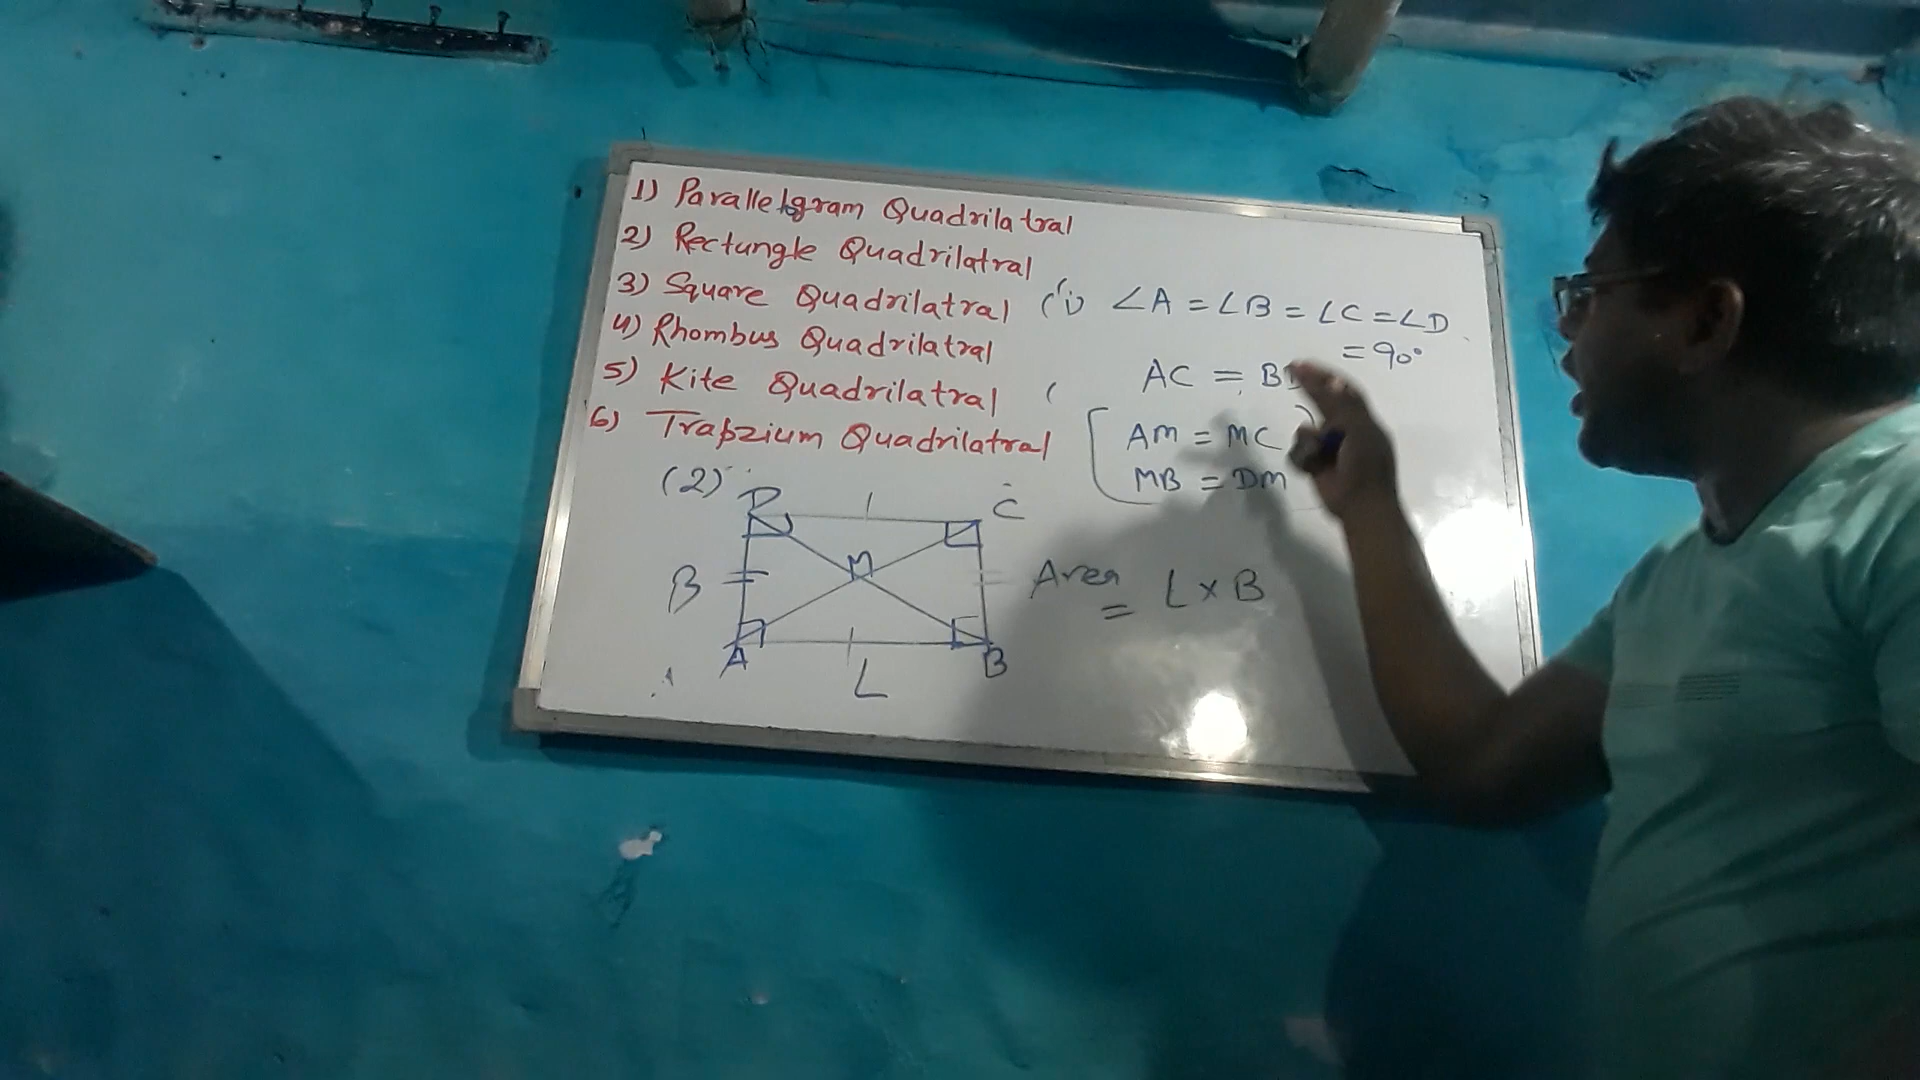 1) Parallelogram Quadrilatral
2) Rectungle Quadrilatral
3) Square Quadrilatral
4) Rhombus Quadrilatral
5) Kite Quadrilatral
6) Trapzium Quadrilatral
(i) ∠A = ∠B = ∠C = ∠D
= 90°
AC = BD
AM = MC
MB = DM
(2)
D C
M
B
A B
L
Area = L × B